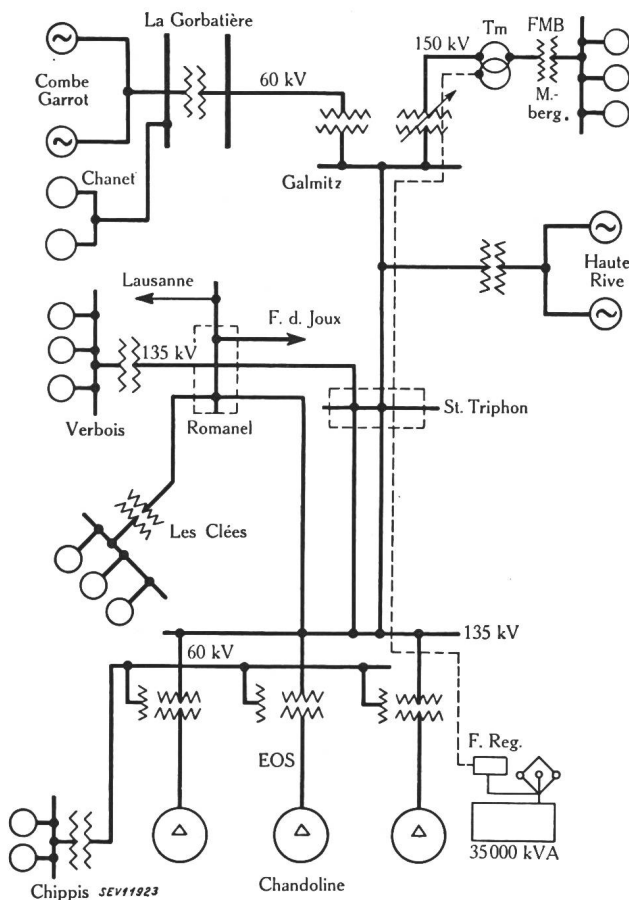 La Gorbatière
Combe
Garrot
60 kV
150 kV
Tm
FMB
M.-
berg.
Chanet
Galmitz
Haute
Rive
Lausanne
F. d. Joux
135 kV
Verbois
Romanel
St. Triphon
Les Clées
135 kV
60 kV
EOS
F. Reg.
35000 kVA
Chippis
SEV11923
Chandoline